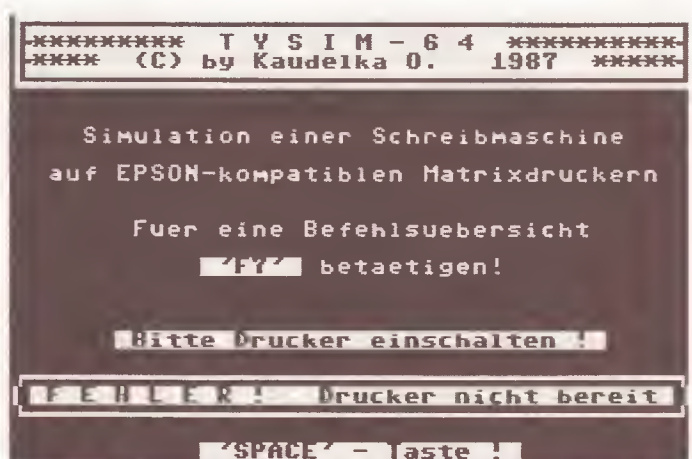 ********* T Y S I M - 6 4 **********
**** (C) by Kaudelka O. 1987 *****
Simulation einer Schreibmaschine
auf EPSON-kompatiblen Matrixdruckern
Fuer eine Befehlsuebersicht
betaetigen!
Bitte Drucker einschalten !
F E H L E R ! Drucker nicht bereit
'SPACE' - Taste !